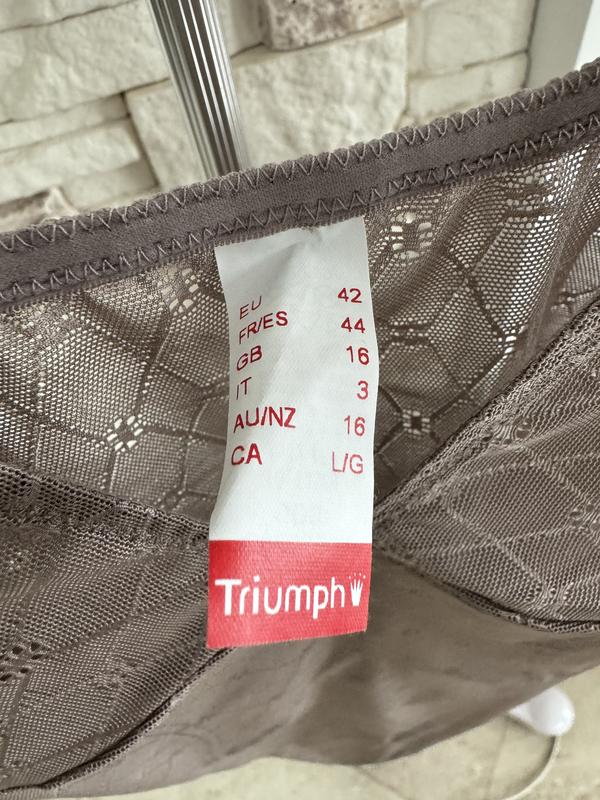 EU 42
FR/ES 44
GB 16
IT 3
AU/NZ 16
CA L/G
Triumph